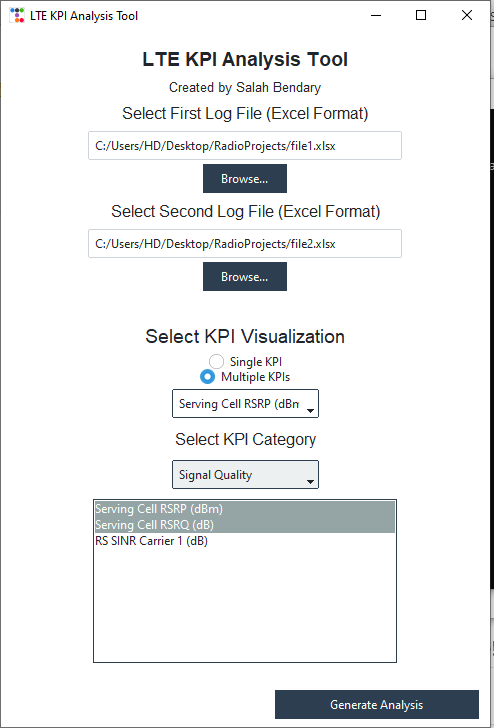 LTE KPI Analysis Tool
LTE KPI Analysis Tool
Created by Salah Bendary
Select First Log File (Excel Format)
C:/Users/HD/Desktop/RadioProjects/file1.xlsx
Browse...
Select Second Log File (Excel Format)
C:/Users/HD/Desktop/RadioProjects/file2.xlsx
Browse...
Select KPI Visualization
Single KPI
Multiple KPIs
Serving Cell RSRP (dBm
Select KPI Category
Signal Quality
Serving Cell RSRP (dBm)
Serving Cell RSRQ (dB)
RS SINR Carrier 1 (dB)
Generate Analysis